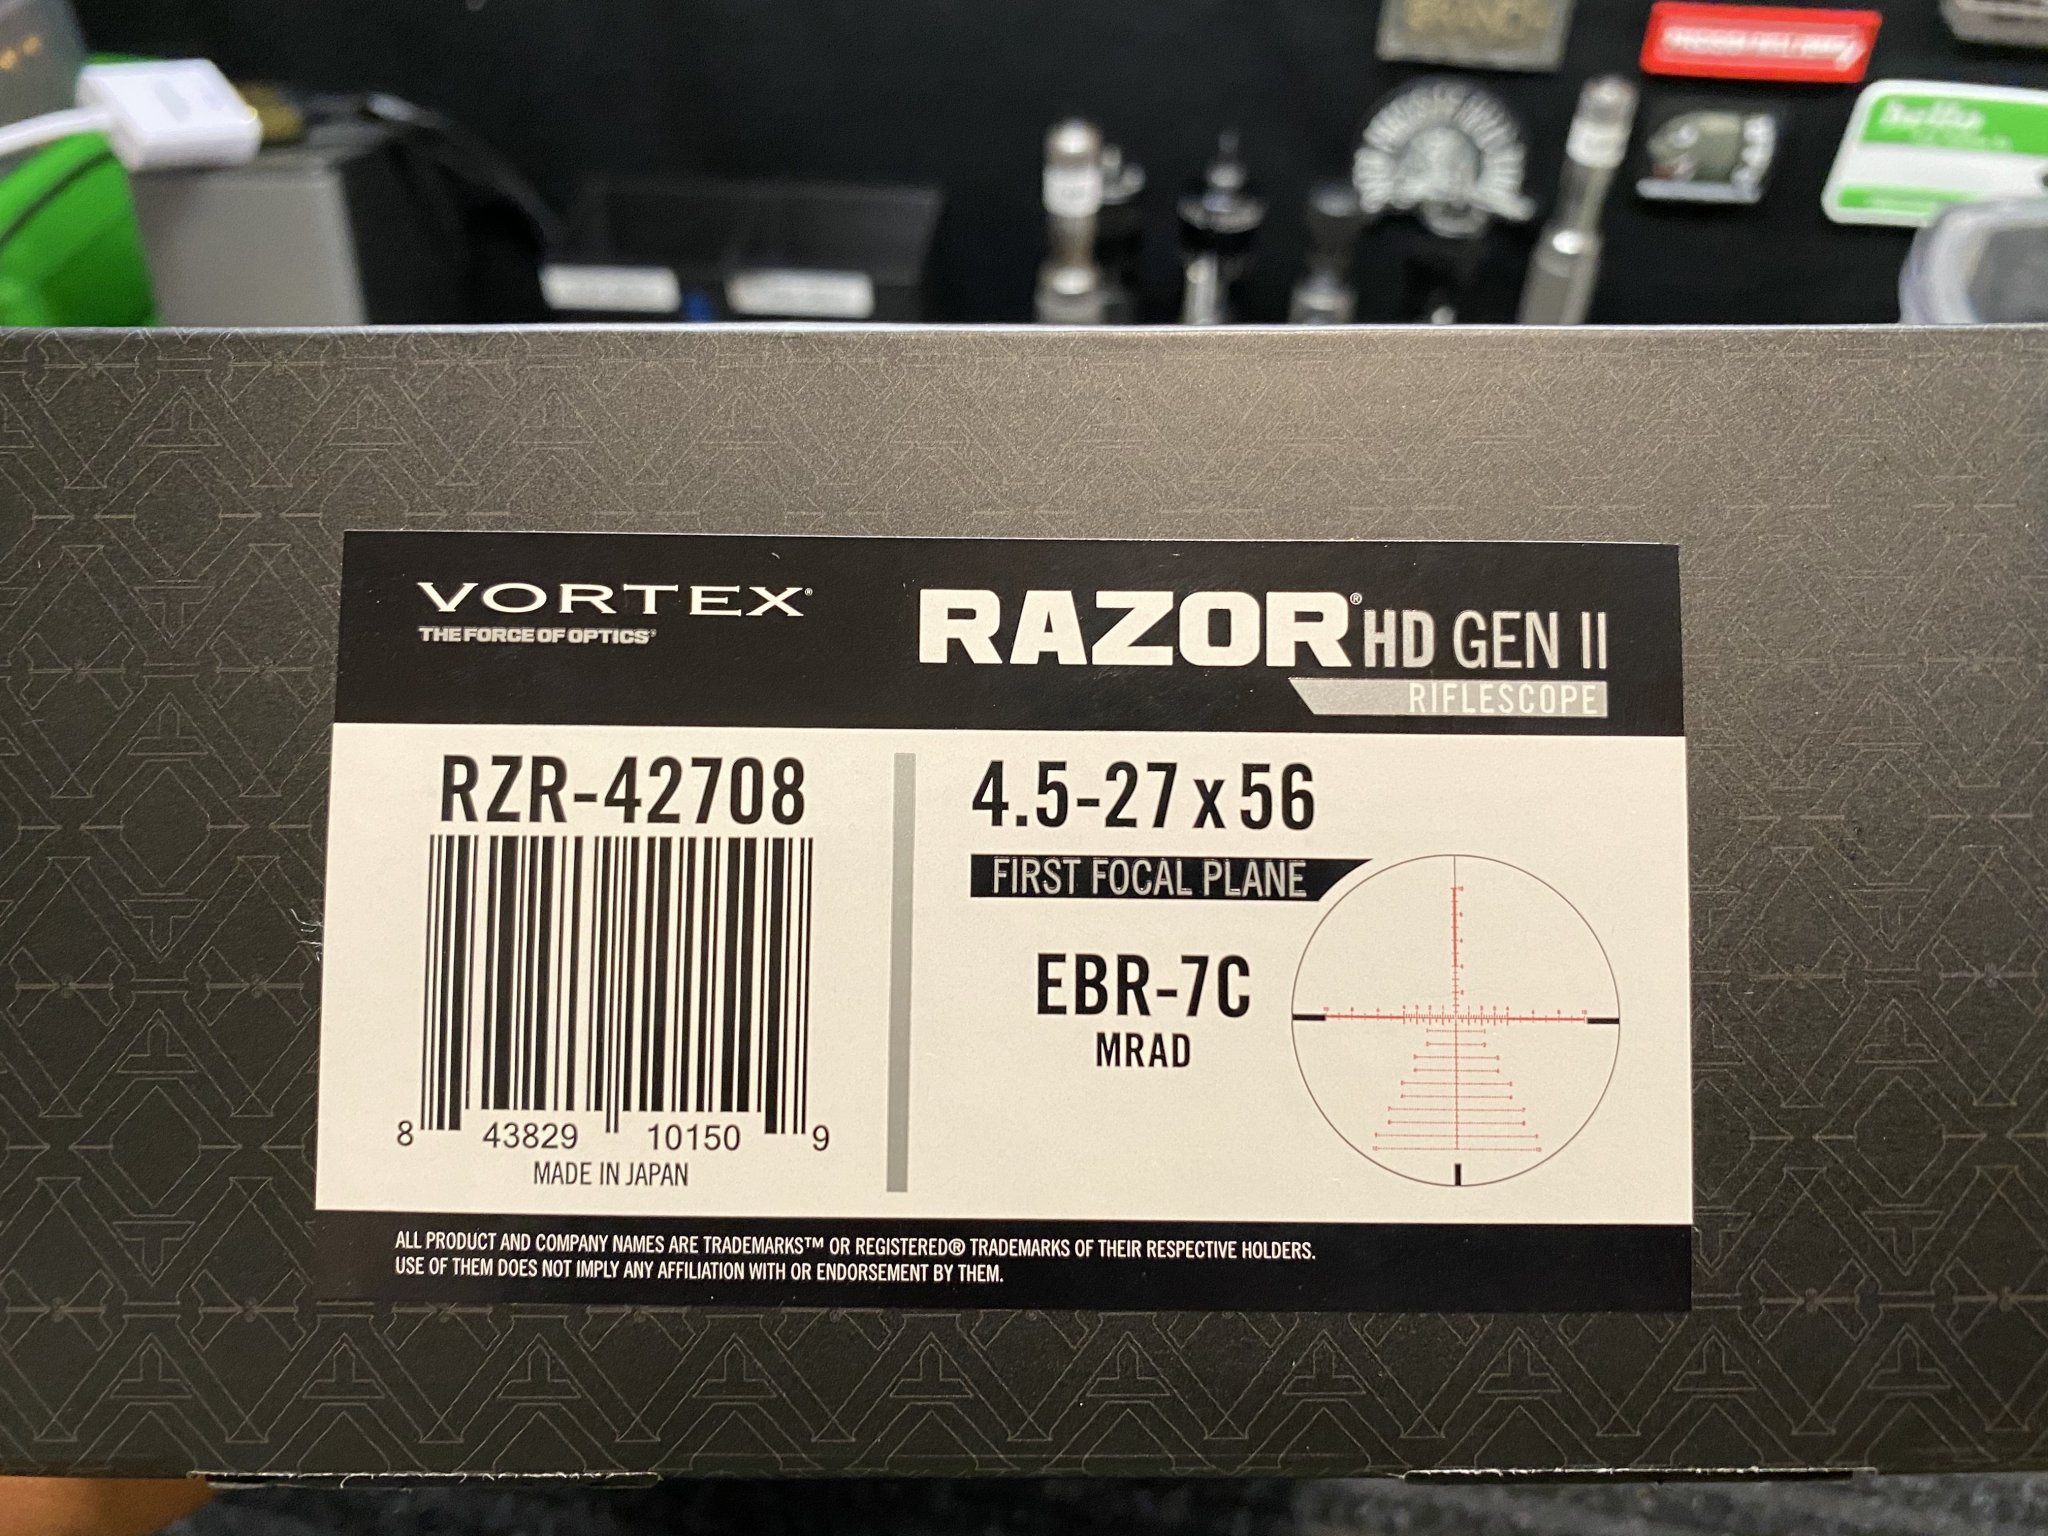 VORTEX®
THE FORCE OF OPTICS®
RAZOR® HD GEN II
RIFLESCOPE
RZR-42708
8 43829 10150 9
MADE IN JAPAN
4.5-27 x 56
FIRST FOCAL PLANE
EBR-7C
MRAD
ALL PRODUCT AND COMPANY NAMES ARE TRADEMARKS™ OR REGISTERED® TRADEMARKS OF THEIR RESPECTIVE HOLDERS.
USE OF THEM DOES NOT IMPLY ANY AFFILIATION WITH OR ENDORSEMENT BY THEM.
hello